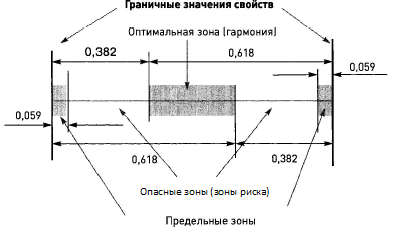 Граничные значения свойств
Оптимальная зона (гармония)
0,382
0,618
0,059
0,059
0,618
0,382
Опасные зоны (зоны риска)
Предельные зоны